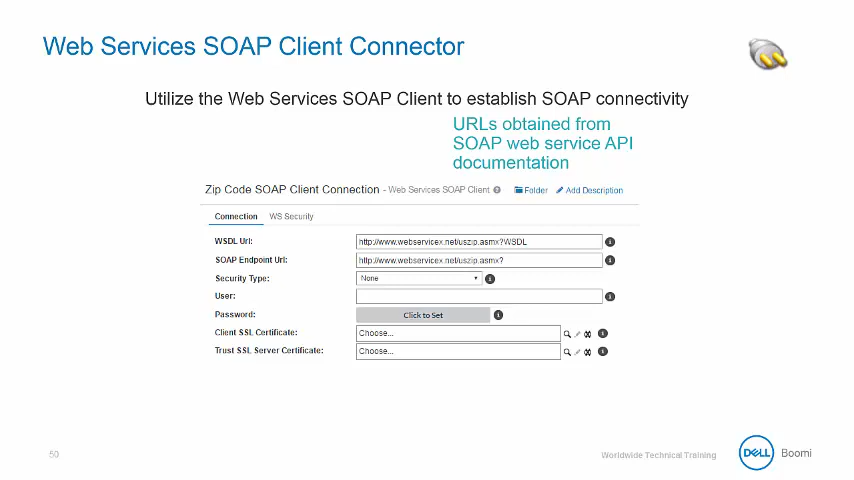 Web Services SOAP Client Connector
Utilize the Web Services SOAP Client to establish SOAP connectivity
URLs obtained from
SOAP web service API
documentation
Zip Code SOAP Client Connection - Web Services SOAP Client ? Folder Add Description
Connection WS Security
WSDL Url: http://www.webservicex.net/uszip.asmx?WSDL i
SOAP Endpoint Url: http://www.webservicex.net/uszip.asmx? i
Security Type: None i
User: i
Password: Click to Set i
Client SSL Certificate: Choose... i
Trust SSL Server Certificate: Choose... i
50 Worldwide Technical Training DELL Boomi